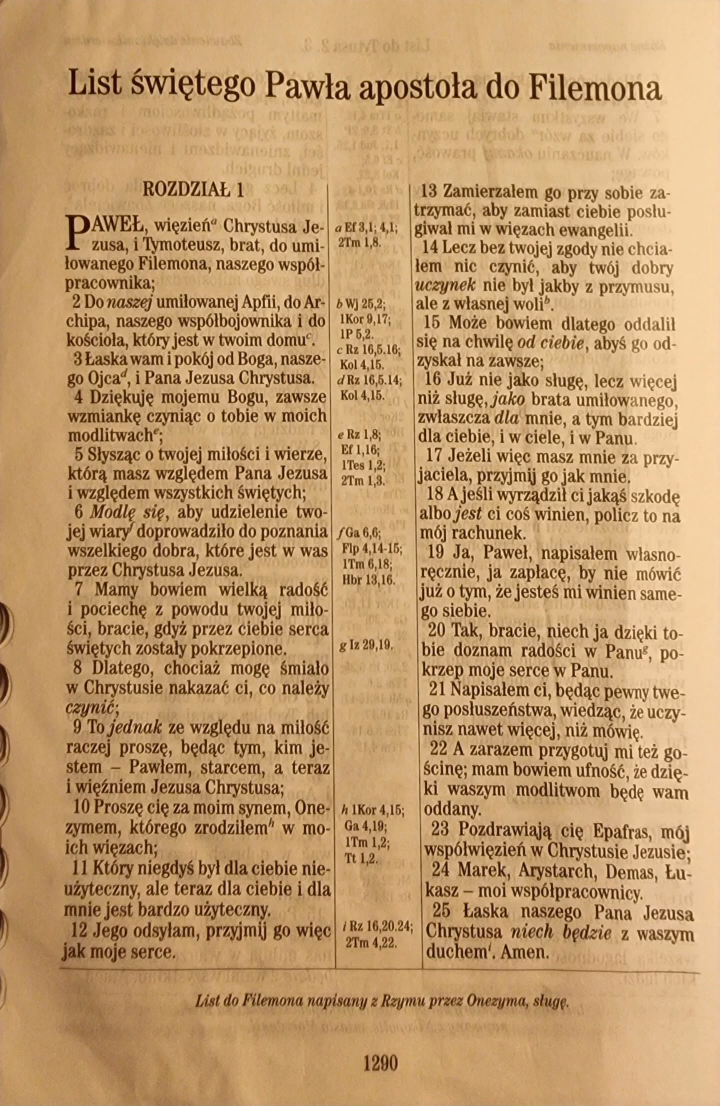 List świętego Pawła apostoła do Filemona
ROZDZIAŁ 1
PAWEŁ, więzieńᵃ Chrystusa Je-
zusa, i Tymoteusz, brat, do umi-
łowanego Filemona, naszego współ-
pracownika;
2 Do naszej umiłowanej Apfii, do Ar-
chipa, naszego współbojownika i do
kościoła, który jest w twoim domuᶜ.
3 Łaska wam i pokój od Boga, nasze-
go Ojcaᵈ, i Pana Jezusa Chrystusa.
4 Dziękuję mojemu Bogu, zawsze
wzmiankę czyniąc o tobie w moich
modlitwachᵉ;
5 Słysząc o twojej miłości i wierze,
którą masz względem Pana Jezusa
i względem wszystkich świętych;
6 Modlę się, aby udzielenie two-
jej wiaryᶠ doprowadziło do poznania
wszelkiego dobra, które jest w was
przez Chrystusa Jezusa.
7 Mamy bowiem wielką radość
i pociechę z powodu twojej miło-
ści, bracie, gdyż przez ciebie serca
świętych zostały pokrzepione.
8 Dlatego, chociaż mogę śmiało
w Chrystusie nakazać ci, co należy
czynić;
9 To jednak ze względu na miłość
raczej proszę, będąc tym, kim je-
stem – Pawłem, starcem, a teraz
i więźniem Jezusa Chrystusa;
10 Proszę cię za moim synem, One-
zymem, którego zrodziłemʰ w mo-
ich więzach;
11 Który niegdyś był dla ciebie nie-
użyteczny, ale teraz dla ciebie i dla
mnie jest bardzo użyteczny.
12 Jego odsyłam, przyjmij go więc
jak moje serce.
a Ef 3,1; 4,1;
2Tm 1,8.
b Wj 25,2;
1Kor 9,17;
1P 5,2.
c Rz 16,5.16;
Kol 4,15.
d Rz 16,5.14;
Kol 4,15.
e Rz 1,8;
Ef 1,16;
1Tes 1,2;
2Tm 1,3.
f Ga 6,6;
Flp 4,14-15;
1Tm 6,18;
Hbr 13,16.
g Iz 29,19.
h 1Kor 4,15;
Ga 4,19;
1Tm 1,2;
Tt 1,2.
i Rz 16,20.24;
2Tm 4,22.
13 Zamierzałem go przy sobie za-
trzymać, aby zamiast ciebie posłu-
giwał mi w więzach ewangelii.
14 Lecz bez twojej zgody nie chcia-
łem nic czynić, aby twój dobry
uczynek nie był jakby z przymusu,
ale z własnej woliᵇ.
15 Może bowiem dlatego oddalił
się na chwilę od ciebie, abyś go od-
zyskał na zawsze;
16 Już nie jako sługę, lecz więcej
niż sługę, jako brata umiłowanego,
zwłaszcza dla mnie, a tym bardziej
dla ciebie, i w ciele, i w Panu.
17 Jeżeli więc masz mnie za przy-
jaciela, przyjmij go jak mnie.
18 A jeśli wyrządził ci jakąś szkodę
albo jest ci coś winien, policz to na
mój rachunek.
19 Ja, Paweł, napisałem własno-
ręcznie, ja zapłacę, by nie mówić
już o tym, że jesteś mi winien same-
go siebie.
20 Tak, bracie, niech ja dzięki to-
bie doznam radości w Panuᵍ, po-
krzep moje serce w Panu.
21 Napisałem ci, będąc pewny twe-
go posłuszeństwa, wiedząc, że uczy-
nisz nawet więcej, niż mówię.
22 A zarazem przygotuj mi też go-
ścinę; mam bowiem ufność, że dzię-
ki waszym modlitwom będę wam
oddany.
23 Pozdrawiają cię Epafras, mój
współwięzień w Chrystusie Jezusie;
24 Marek, Arystarch, Demas, Łu-
kasz – moi współpracownicy.
25 Łaska naszego Pana Jezusa
Chrystusa niech będzie z waszym
duchemⁱ. Amen.
List do Filemona napisany z Rzymu przez Onezyma, sługę.
1290